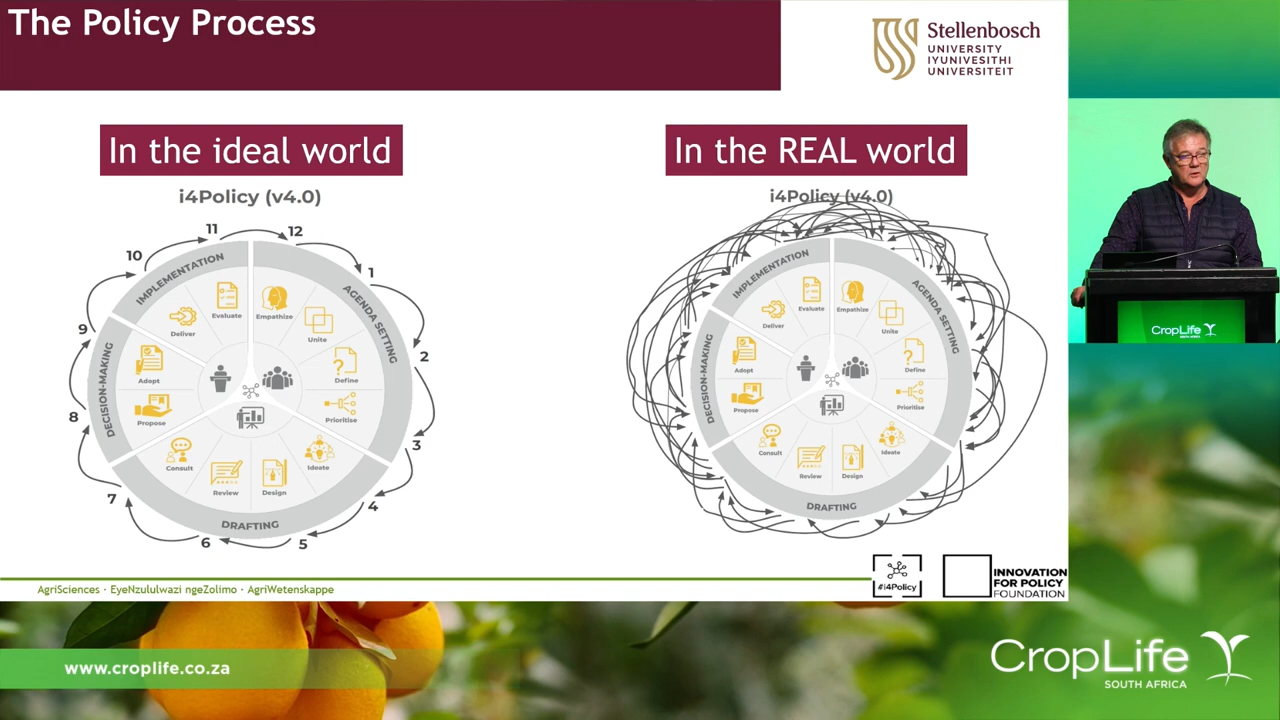 The Policy Process
Stellenbosch
UNIVERSITY
IYUNIVESITHI
UNIVERSITEIT
In the ideal world
i4Policy (v4.0)
11
12
10
1
9
2
8
3
7
4
6
5
IMPLEMENTATION
AGENDA SETTING
DECISION-MAKING
DRAFTING
Evaluate
Empathize
Deliver
Unite
Adopt
Define
Propose
Prioritise
Consult
Ideate
Review
Design
In the REAL world
i4Policy (v4.0)
IMPLEMENTATION
AGENDA SETTING
DECISION-MAKING
DRAFTING
Evaluate
Empathize
Deliver
Unite
Adopt
Define
Propose
Prioritise
Consult
Ideate
Review
Design
CropLife
SOUTH AFRICA
AgriSciences · EyeNzululwazi ngeZolimo · AgriWetenskappe
#i4Policy
INNOVATION
FOR POLICY
FOUNDATION
www.croplife.co.za
CropLife
SOUTH AFRICA